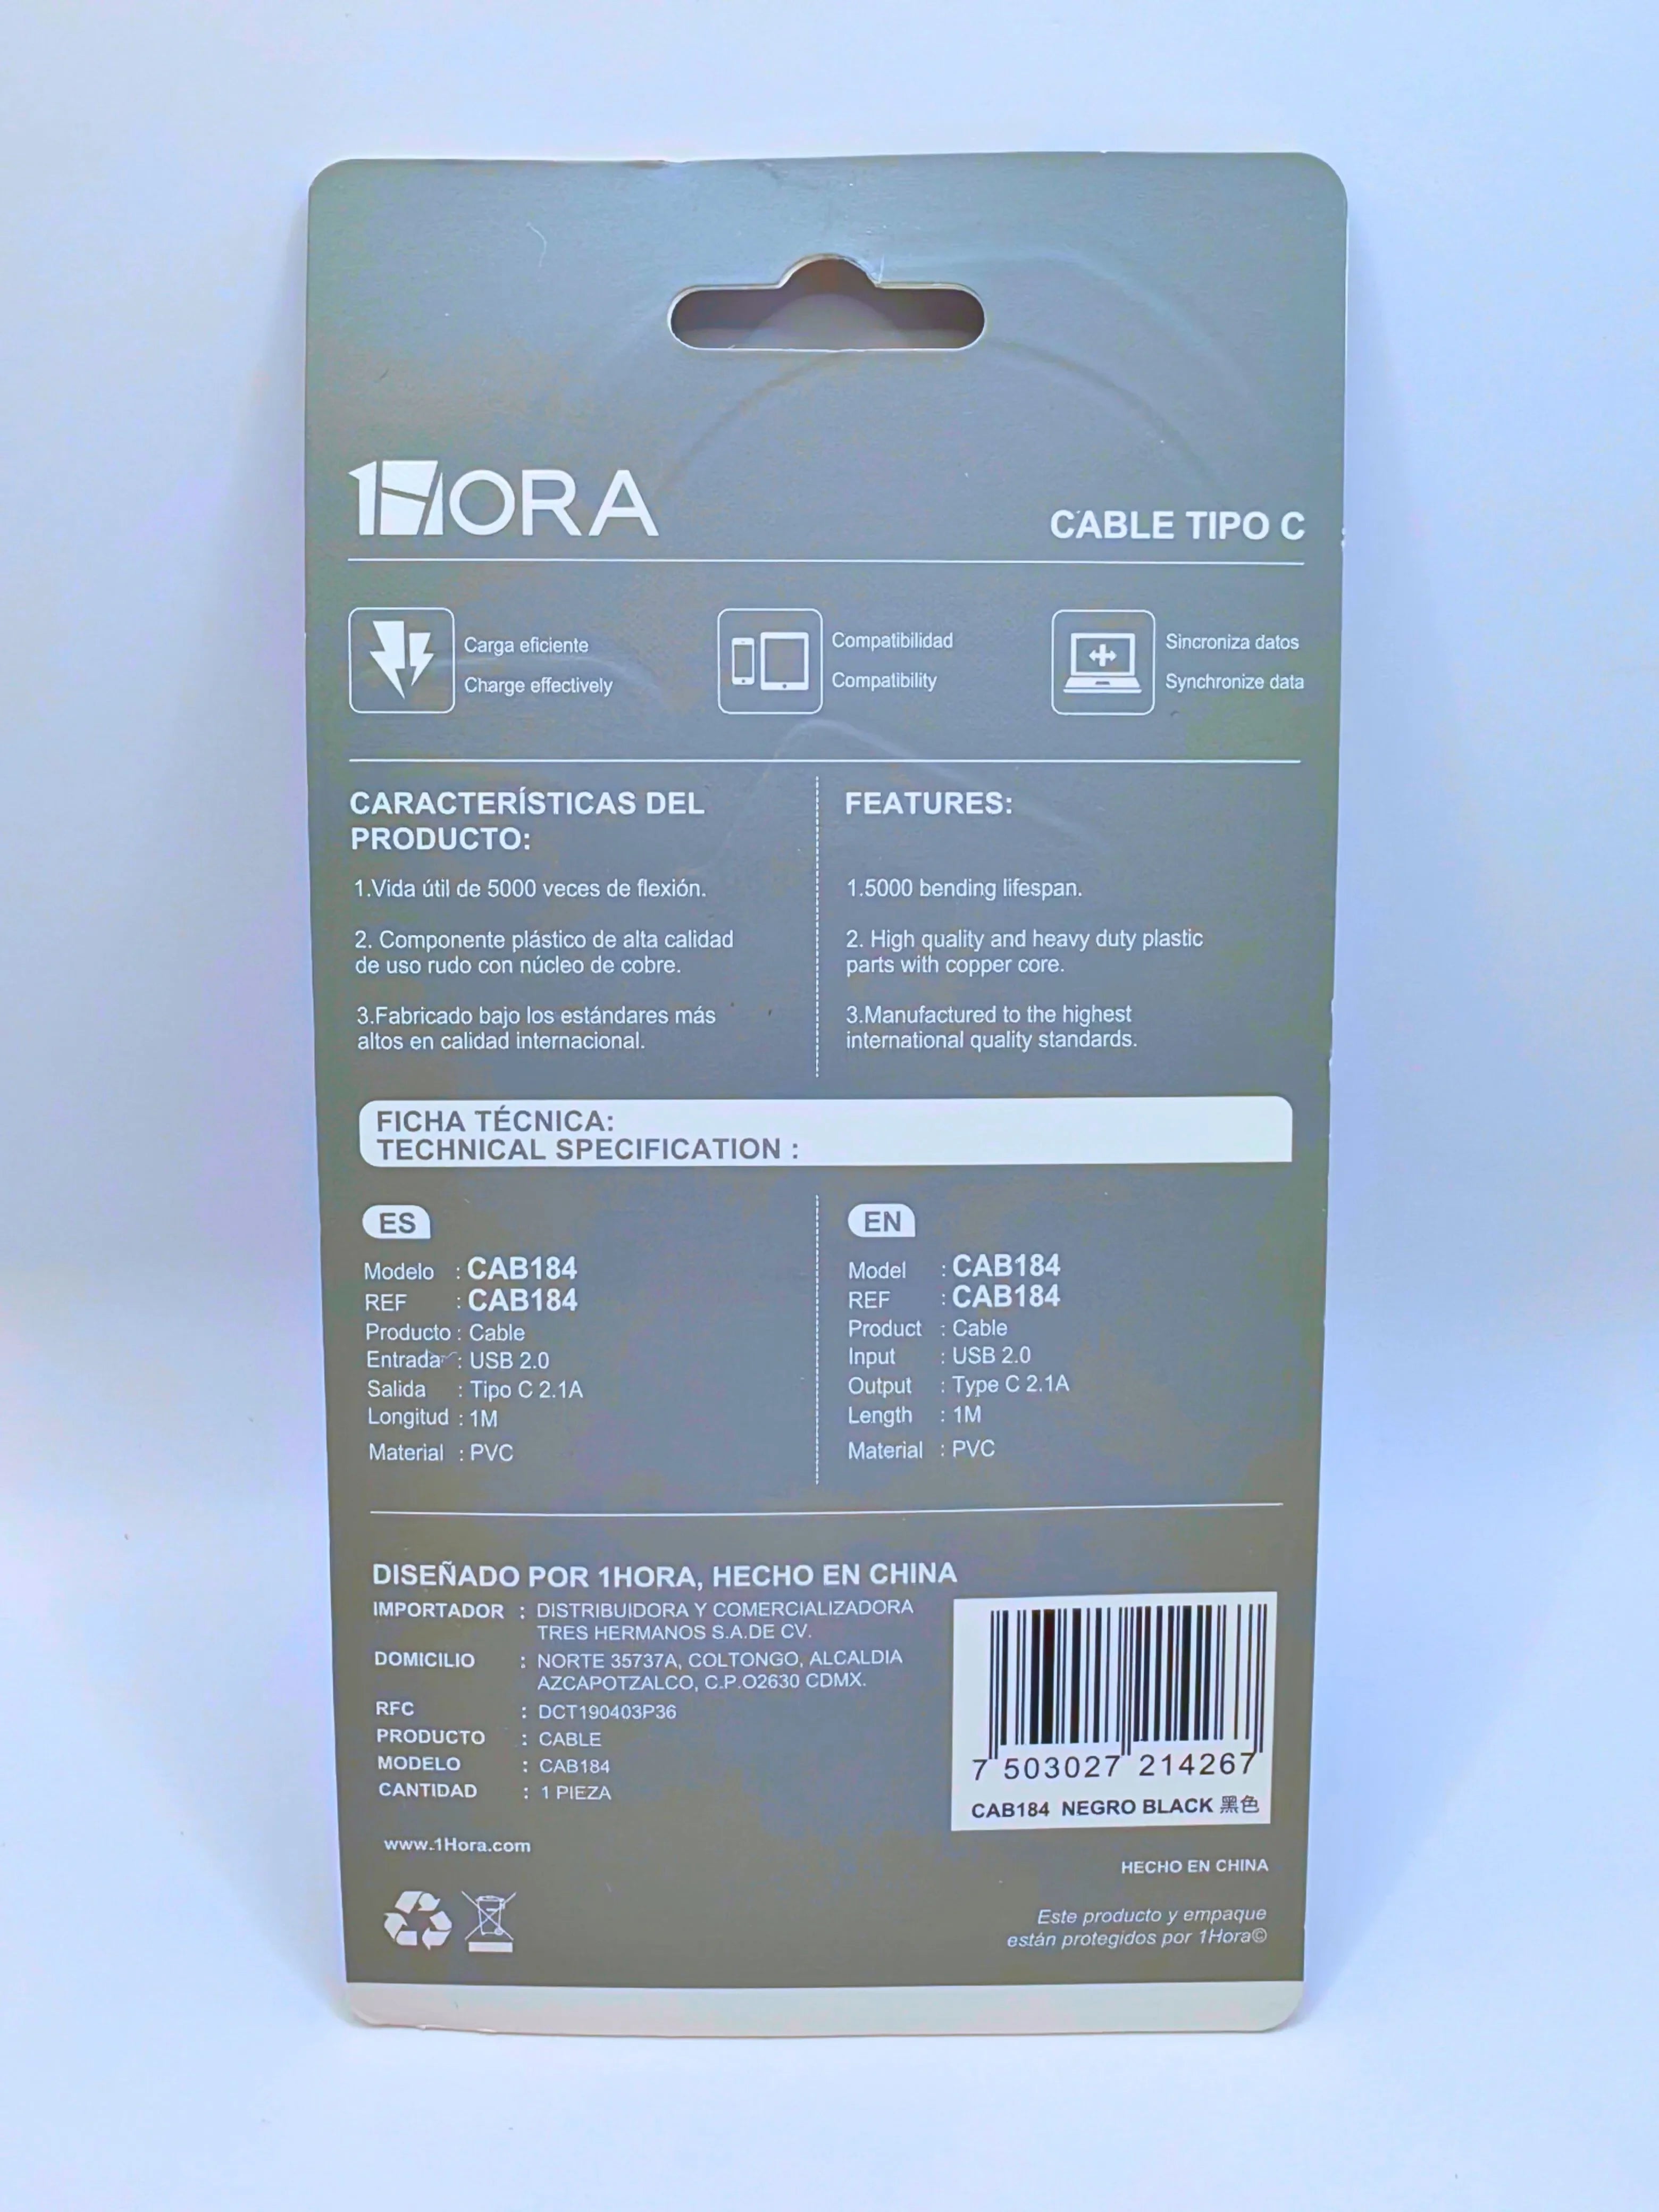 1HORA
CABLE TIPO C
Carga eficiente
Charge effectively
Compatibilidad
Compatibility
Sincroniza datos
Synchronize data
CARACTERÍSTICAS DEL
PRODUCTO:
1.Vida útil de 5000 veces de flexión.
2. Componente plástico de alta calidad
de uso rudo con núcleo de cobre.
3.Fabricado bajo los estándares más
altos en calidad internacional.
FEATURES:
1.5000 bending lifespan.
2. High quality and heavy duty plastic
parts with copper core.
3.Manufactured to the highest
international quality standards.
FICHA TÉCNICA:
TECHNICAL SPECIFICATION :
ES
Modelo : CAB184
REF : CAB184
Producto : Cable
Entrada : USB 2.0
Salida : Tipo C 2.1A
Longitud : 1M
Material : PVC
EN
Model : CAB184
REF : CAB184
Product : Cable
Input : USB 2.0
Output : Type C 2.1A
Length : 1M
Material : PVC
DISEÑADO POR 1HORA, HECHO EN CHINA
IMPORTADOR : DISTRIBUIDORA Y COMERCIALIZADORA
TRES HERMANOS S.A.DE CV.
DOMICILIO : NORTE 35737A, COLTONGO, ALCALDIA
AZCAPOTZALCO, C.P.O2630 CDMX.
RFC : DCT190403P36
PRODUCTO : CABLE
MODELO : CAB184
CANTIDAD : 1 PIEZA
www.1Hora.com
7 503027 214267
CAB184 NEGRO BLACK 黑色
HECHO EN CHINA
Este producto y empaque
están protegidos por 1Hora©